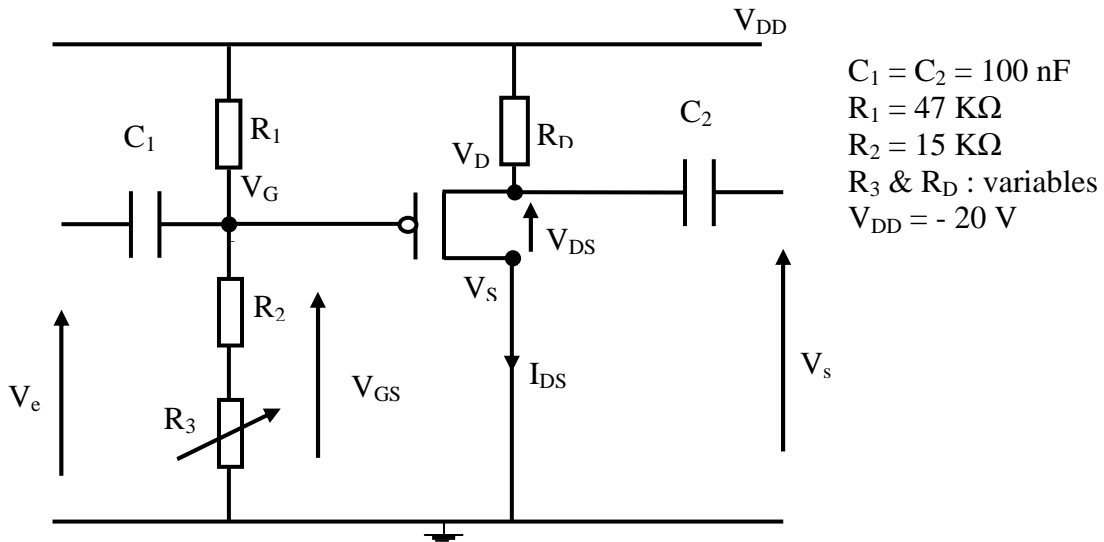 V_DD
C₁ = C₂ = 100 nF
R₁ = 47 KΩ
R₂ = 15 KΩ
R₃ & R_D : variables
V_DD = - 20 V
C₁
R₁
V_D
R_D
C₂
V_G
V_DS
V_S
R₂
I_DS
V_s
V_e
R₃
V_GS